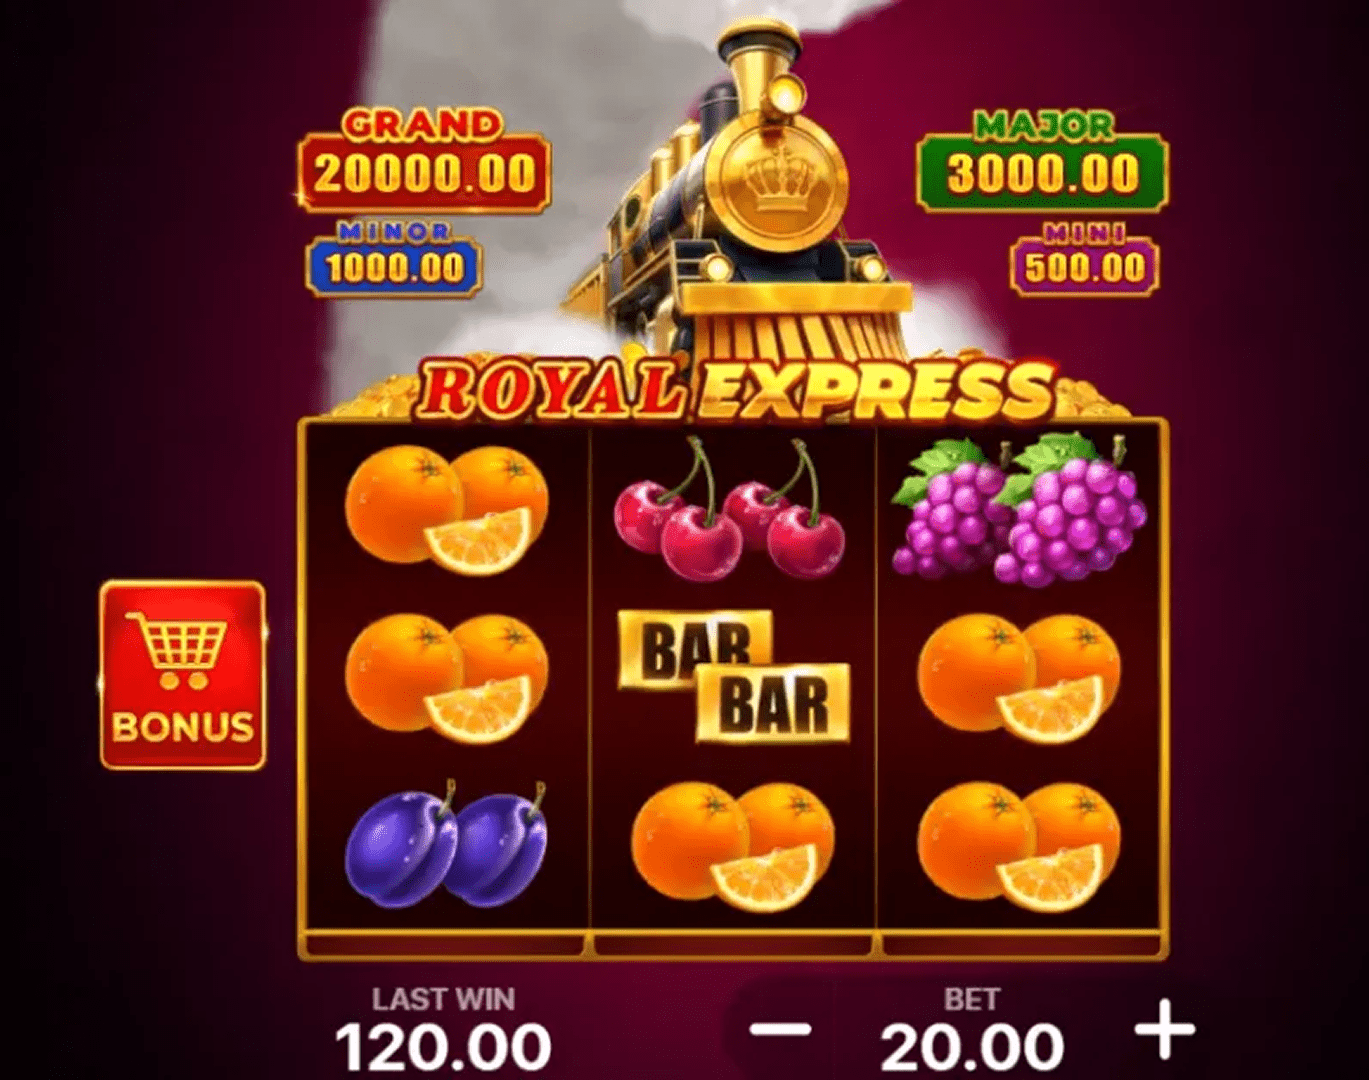 GRAND
20000.00
MAJOR
3000.00
MINOR
1000.00
MINI
500.00
ROYAL EXPRESS
BAR
BAR
BONUS
LAST WIN
120.00
BET
20.00